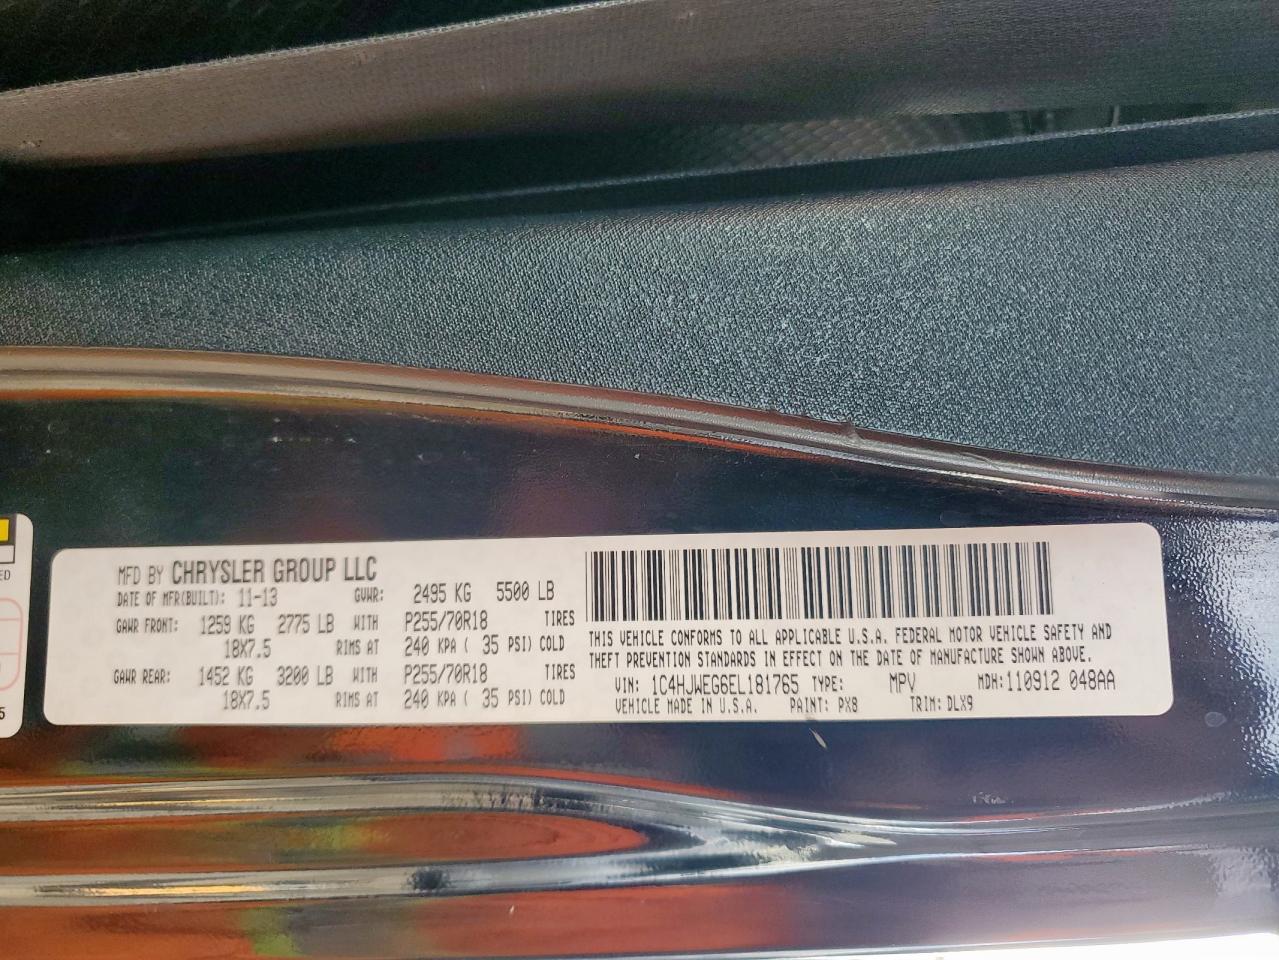 ED
5
MFD BY CHRYSLER GROUP LLC
DATE OF MFR(BUILT): 11-13 GVWR: 2495 KG 5500 LB
GAWR FRONT: 1259 KG 2775 LB WITH P255/70R18 TIRES
18X7.5 RIMS AT 240 KPA ( 35 PSI) COLD
GAWR REAR: 1452 KG 3200 LB WITH P255/70R18 TIRES
18X7.5 RIMS AT 240 KPA ( 35 PSI) COLD
THIS VEHICLE CONFORMS TO ALL APPLICABLE U.S.A. FEDERAL MOTOR VEHICLE SAFETY AND
THEFT PREVENTION STANDARDS IN EFFECT ON THE DATE OF MANUFACTURE SHOWN ABOVE.
VIN: 1C4HJWEG6EL181765 TYPE: MPV MDH: 110912 048AA
VEHICLE MADE IN U.S.A. PAINT: PX8 TRIM: DLX9